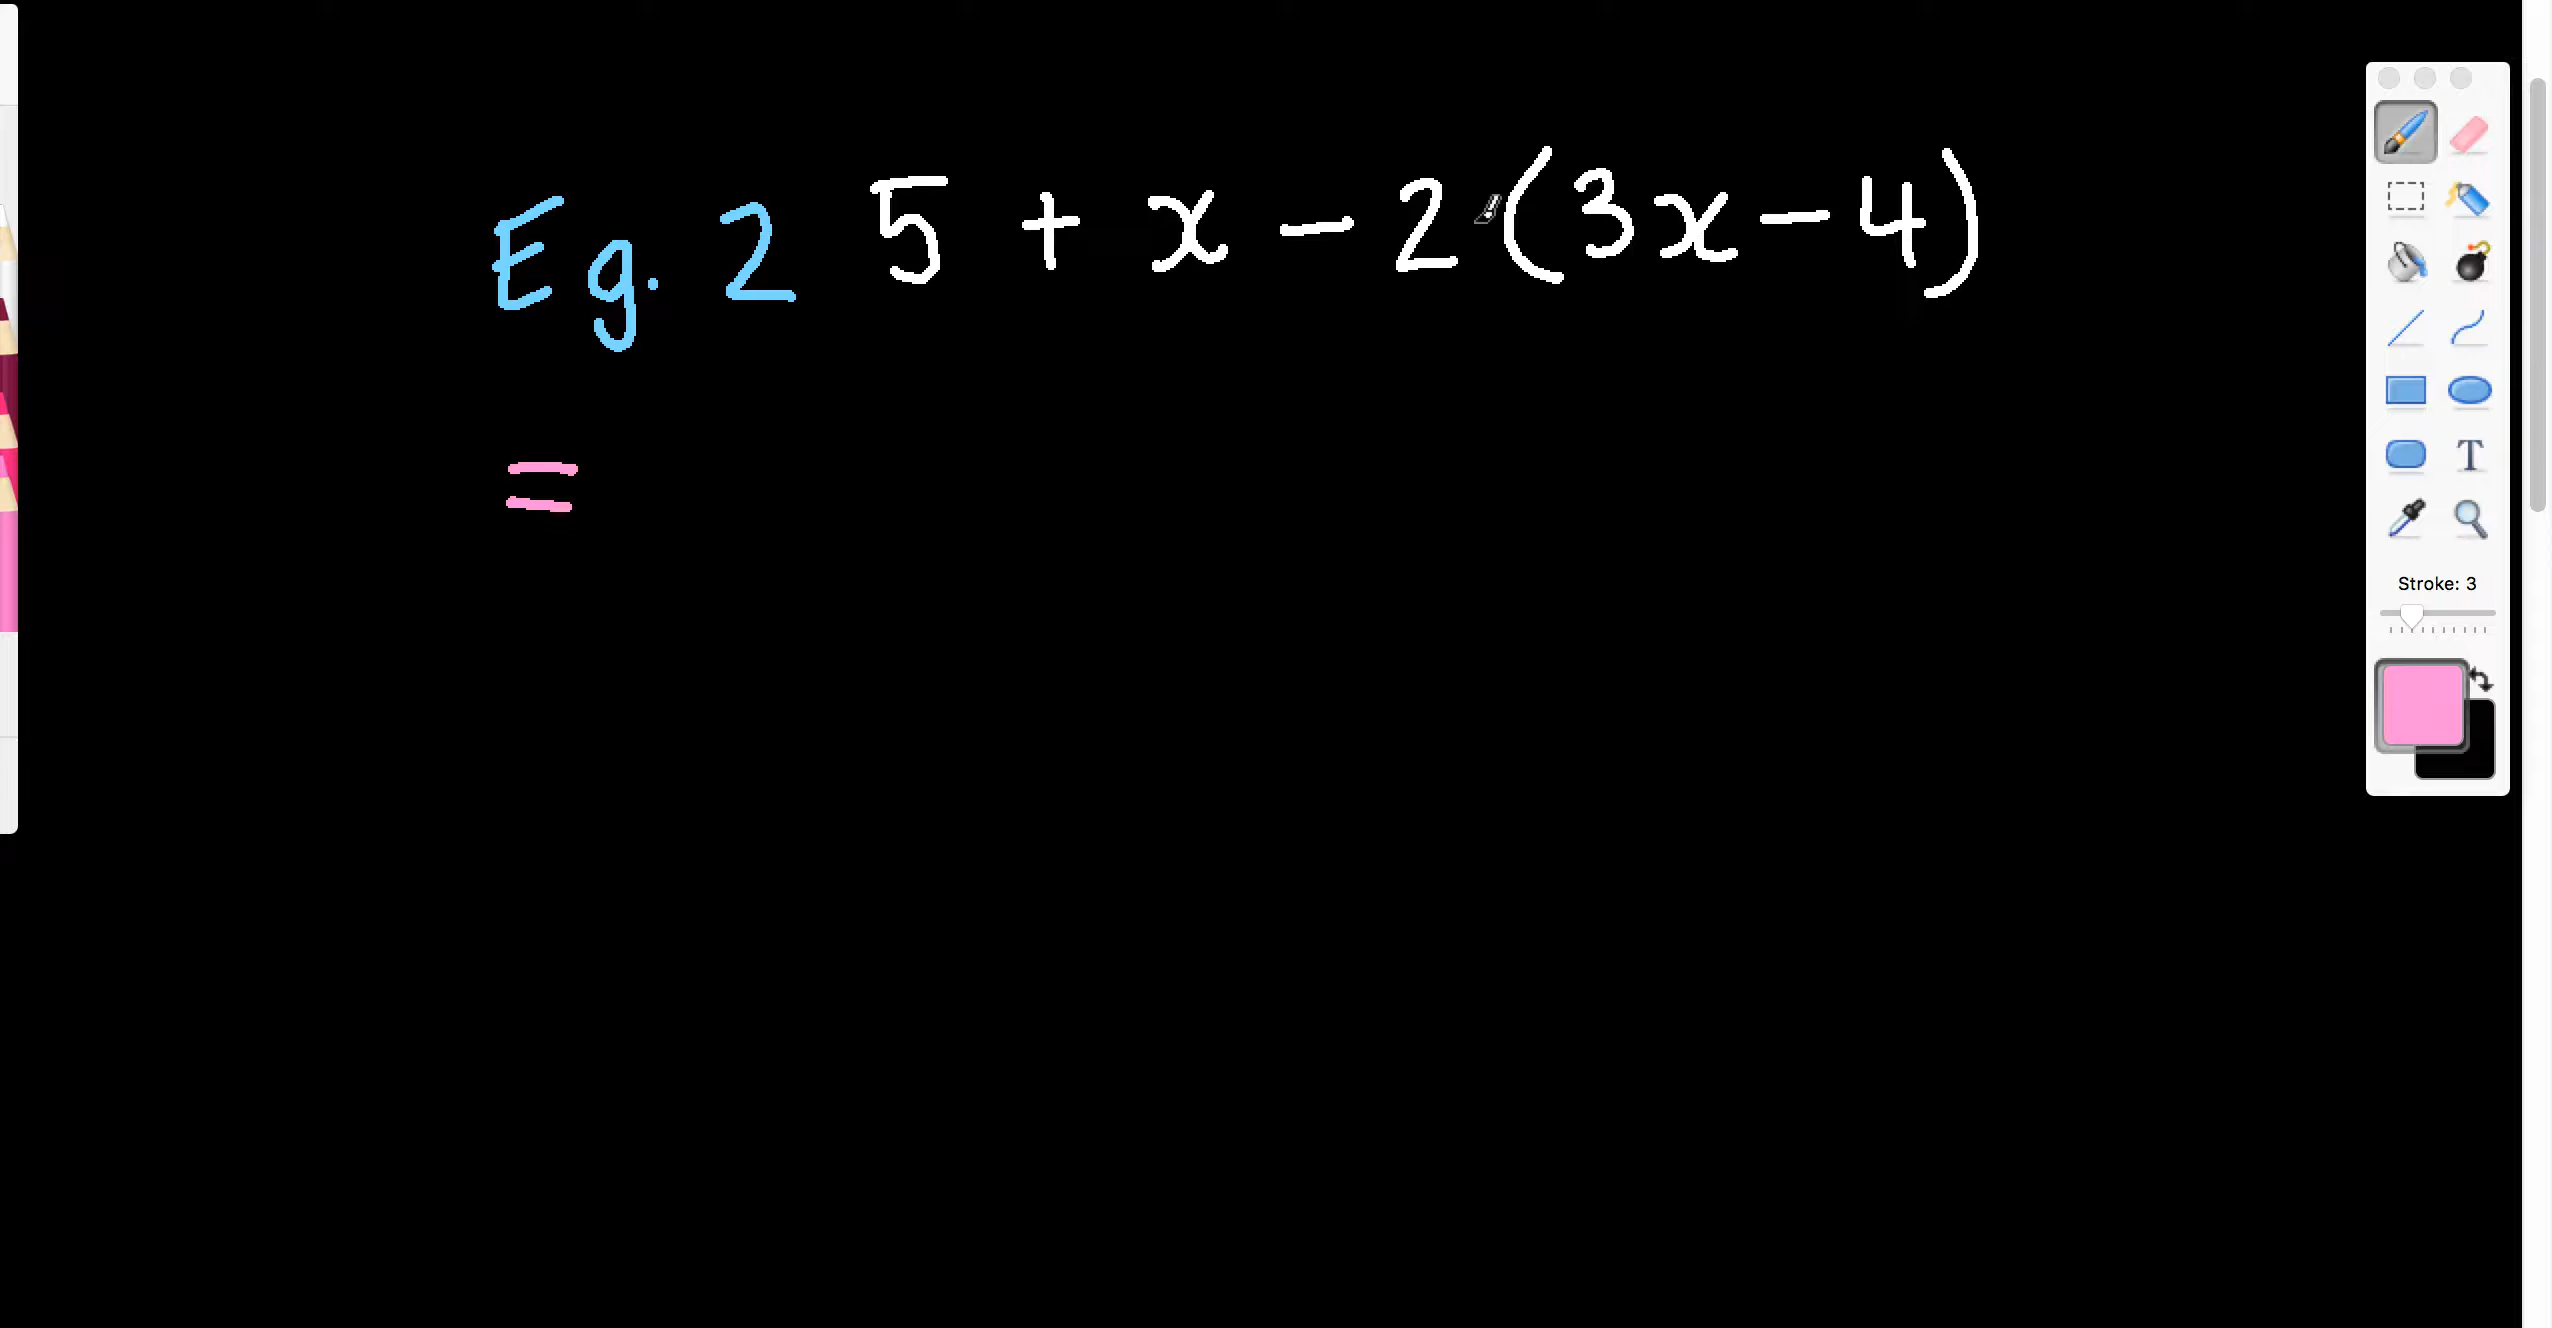 Eg. 2 5 + x - 2 (3x - 4)
=
T
Stroke: 3